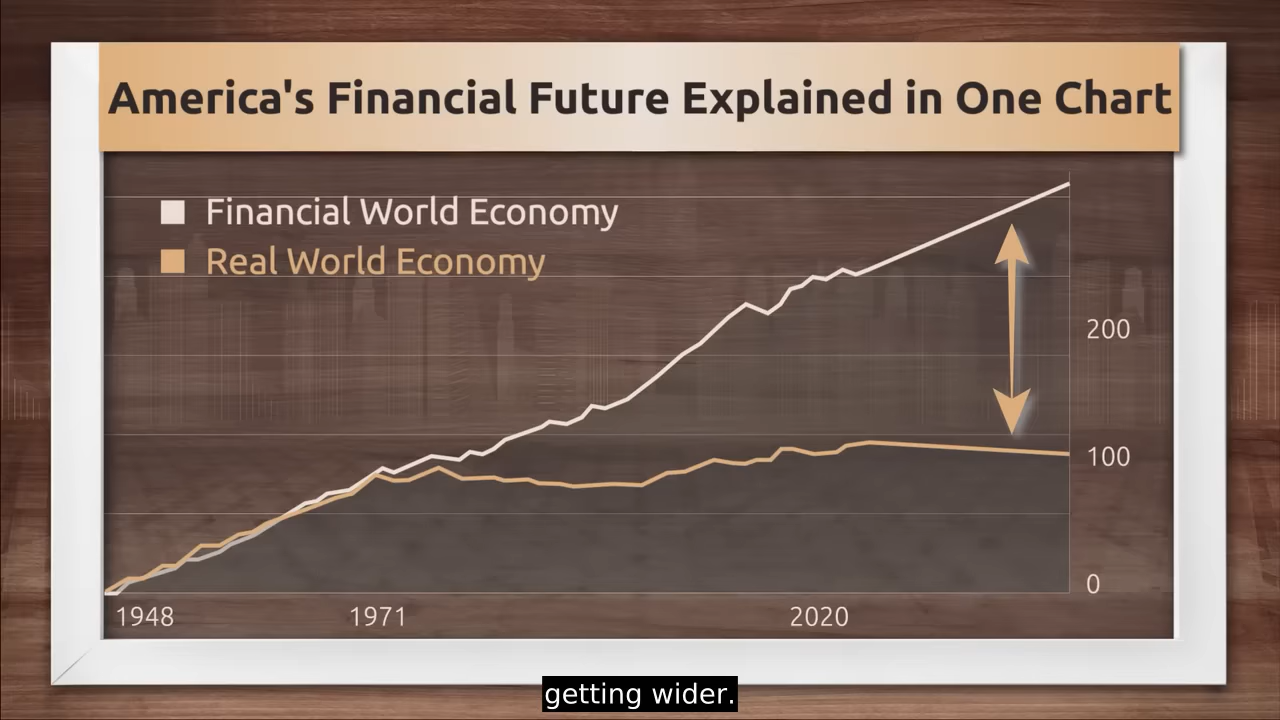 America's Financial Future Explained in One Chart
Financial World Economy
Real World Economy
200
100
0
1948 1971 2020
getting wider.